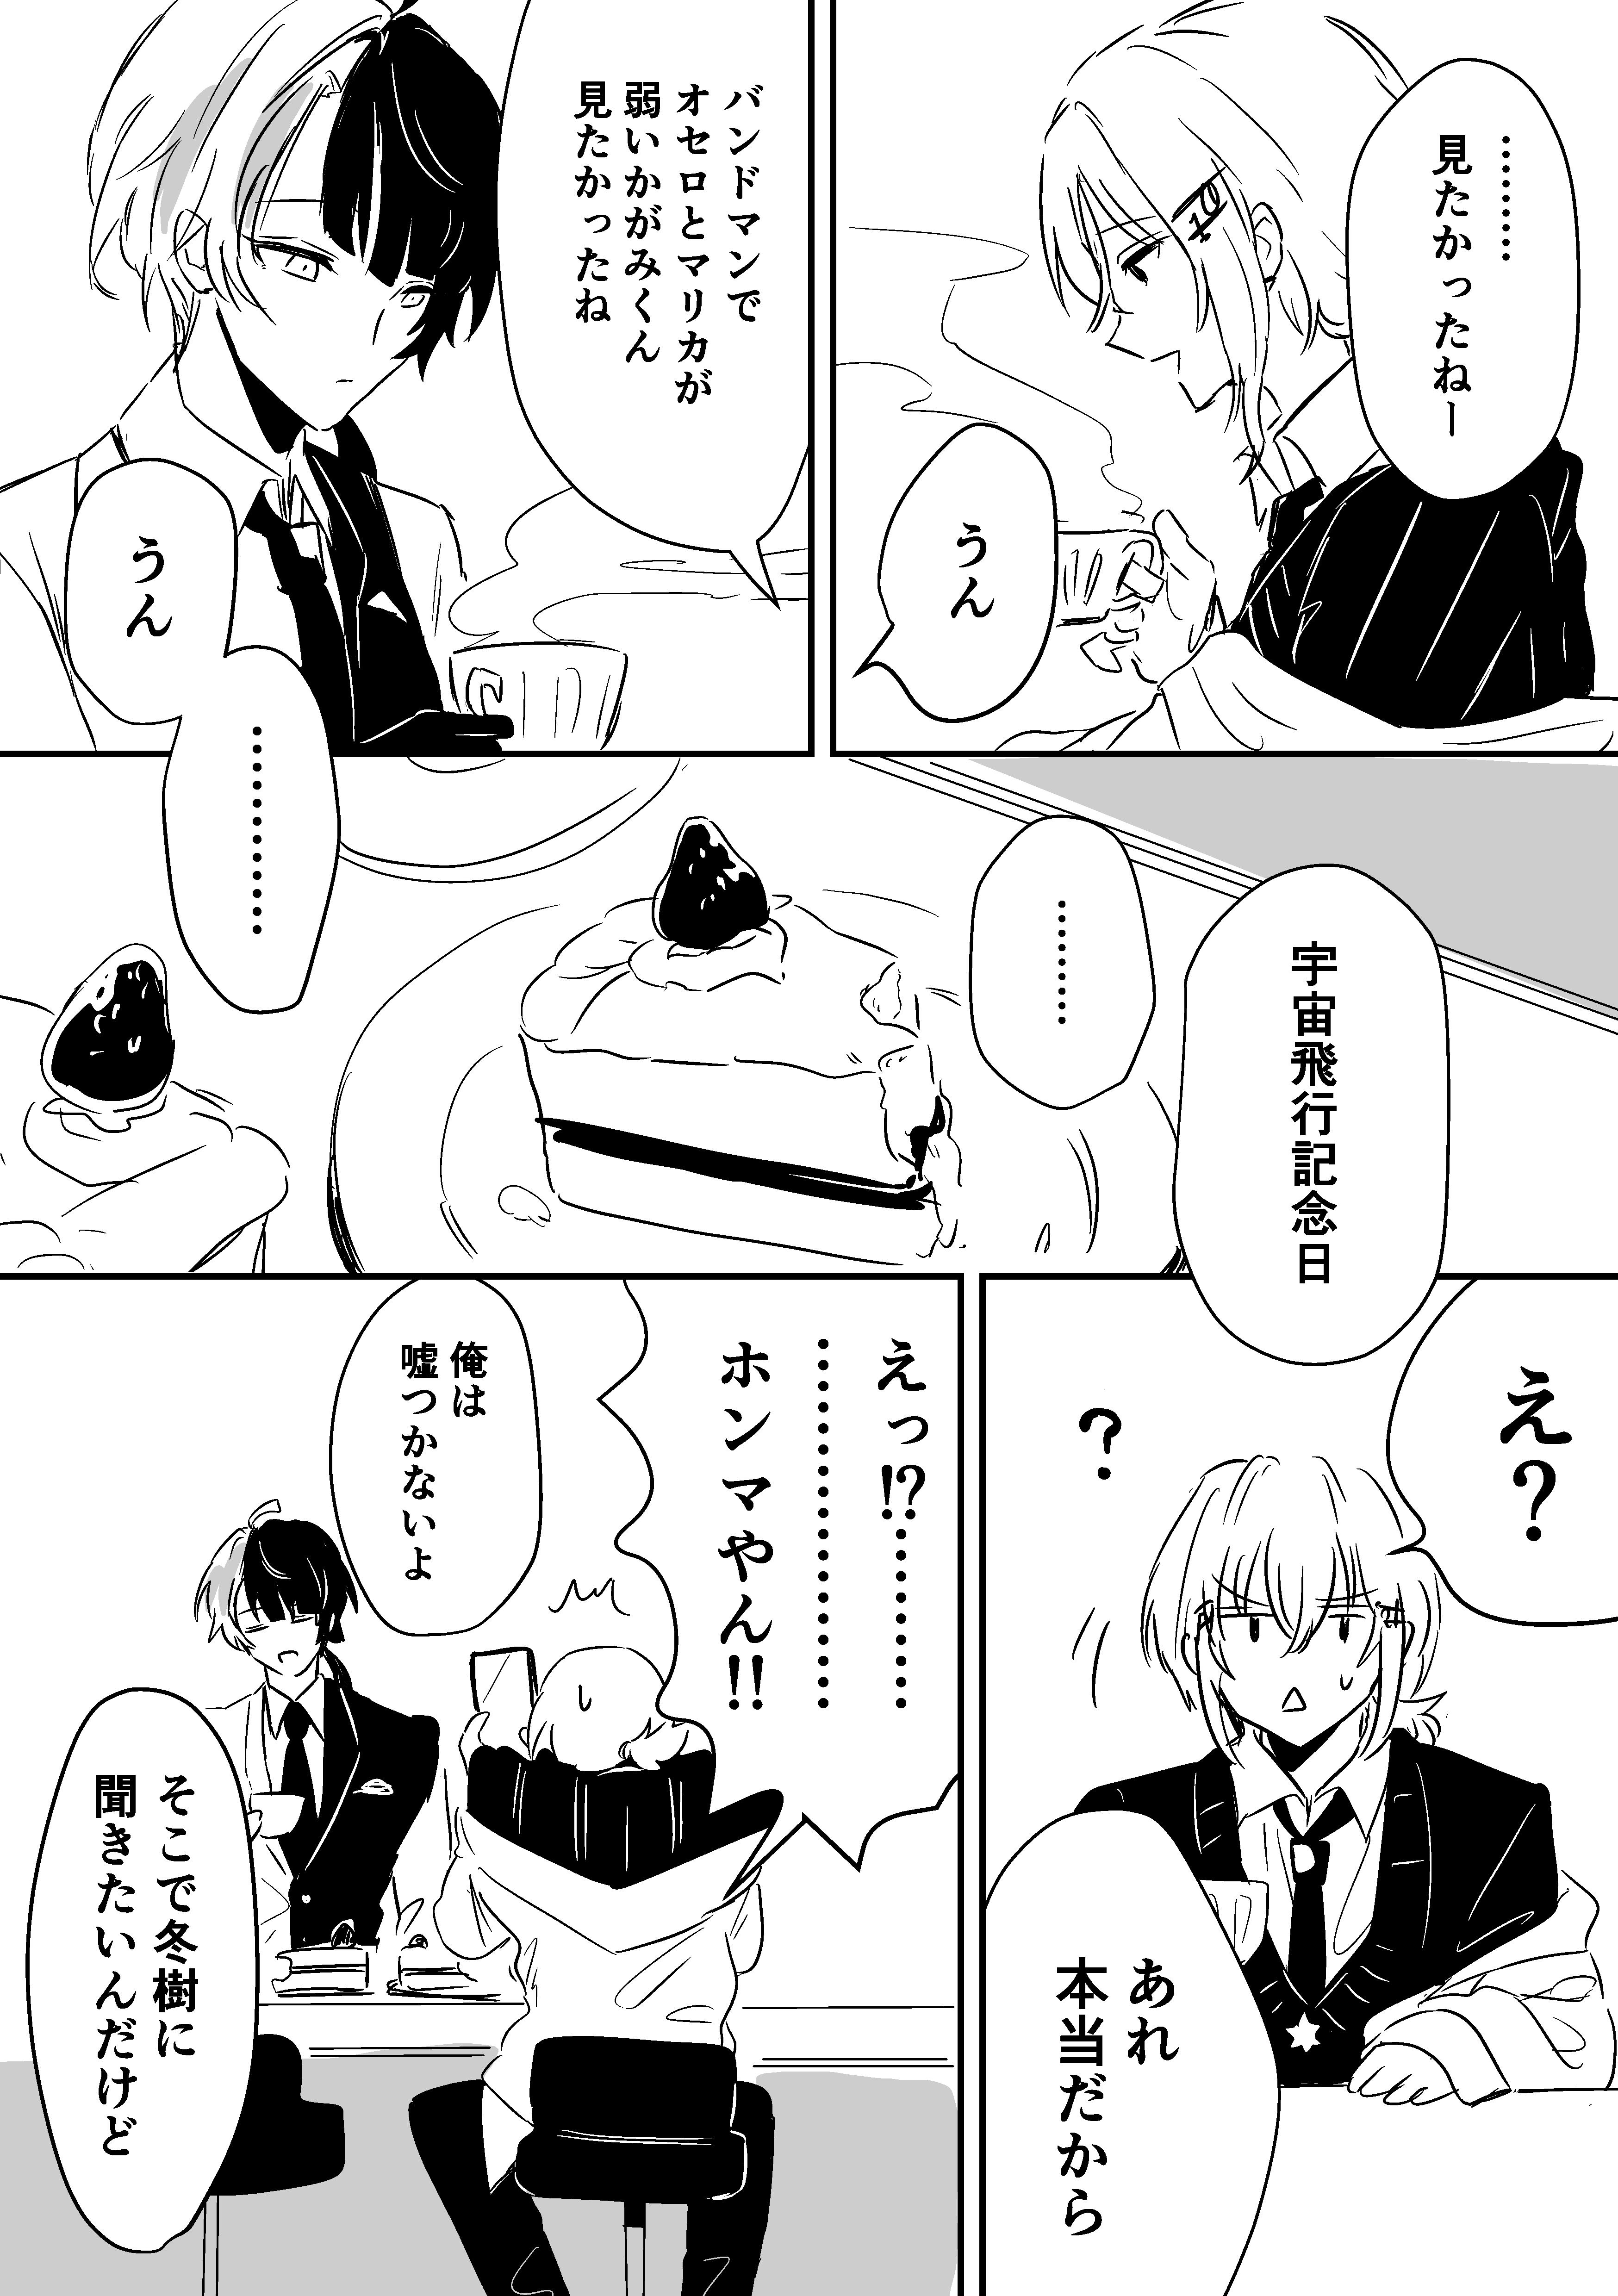 ………
見たかったねー
うん
バンドマンで
オセロとマリカが
弱いかがみくん
見たかったね
うん
…………
………
宇宙飛行記念日
え?
?
あれ
本当だから
えっ!?…………
……………………
ホンマやん!!
俺は
嘘つかないよ
そこで冬樹に
聞きたいんだけど